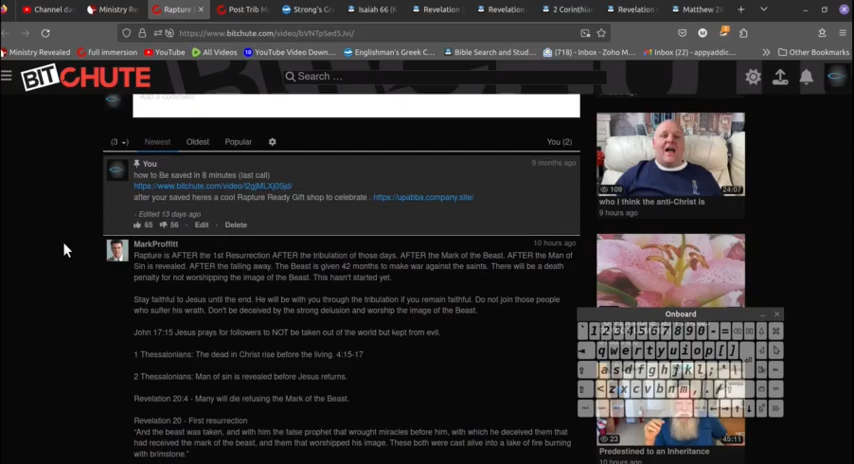 Channel da
Ministry Re
Rapture
Post Trib M
Strong's Gr
Isaiah 66 (K
Revelation
Revelation
2 Corinthia
Revelation
Matthew 2
https://www.bitchute.com/video/bVNTpSed5Jvi/
Ministry Revealed
full immersion
YouTube
All Videos
YouTube Video Down…
Englishman's Greek C…
Bible Search and Stud…
(718) - Inbox - Zoho M…
Inbox (22) - appyaddic…
Other Bookmarks
BITCHUTE
Search ...
(3
Newest
Oldest
Popular
You (2)
You
9 months ago
how to Be saved in 8 minutes (last call)
https://www.bitchute.com/video/l2gjMLXj0Sjd/
after your saved heres a cool Rapture Ready Gift shop to celebrate . https://upabba.company.site/
- Edited 13 days ago
65 56 - Edit - Delete
MarkProffitt
10 hours ago
Rapture is AFTER the 1st Resurrection AFTER the tribulation of those days. AFTER the Mark of the Beast. AFTER the Man of
Sin is revealed. AFTER the falling away. The Beast is given 42 months to make war against the saints. There will be a death
penalty for not worshipping the image of the Beast. This hasn't started yet.
Stay faithful to Jesus until the end. He will be with you through the tribulation if you remain faithful. Do not join those people
who suffer his wrath. Don't be deceived by the strong delusion and worship the image of the Beast.
John 17:15 Jesus prays for followers to NOT be taken out of the world but kept from evil.
1 Thessalonians: The dead in Christ rise before the living. 4:15-17
2 Thessalonians: Man of sin is revealed before Jesus returns.
Revelation 20:4 - Many will die refusing the Mark of the Beast.
Revelation 20 - First resurrection
"And the beast was taken, and with him the false prophet that wrought miracles before him, with which he deceived them that
had received the mark of the beast, and them that worshipped his image. These both were cast alive into a lake of fire burning
with brimstone."
109
24:07
who I think the anti-Christ is
9 hours ago
Onboard
` 1 2 3 4 5 6 7 8 9 0 - =
q w e r t y u i o p [ ]
a s d f g h j k l ; ' \
< z x c v b n m , . /
23
45:11
Predestined to an Inheritance
10 hours ago